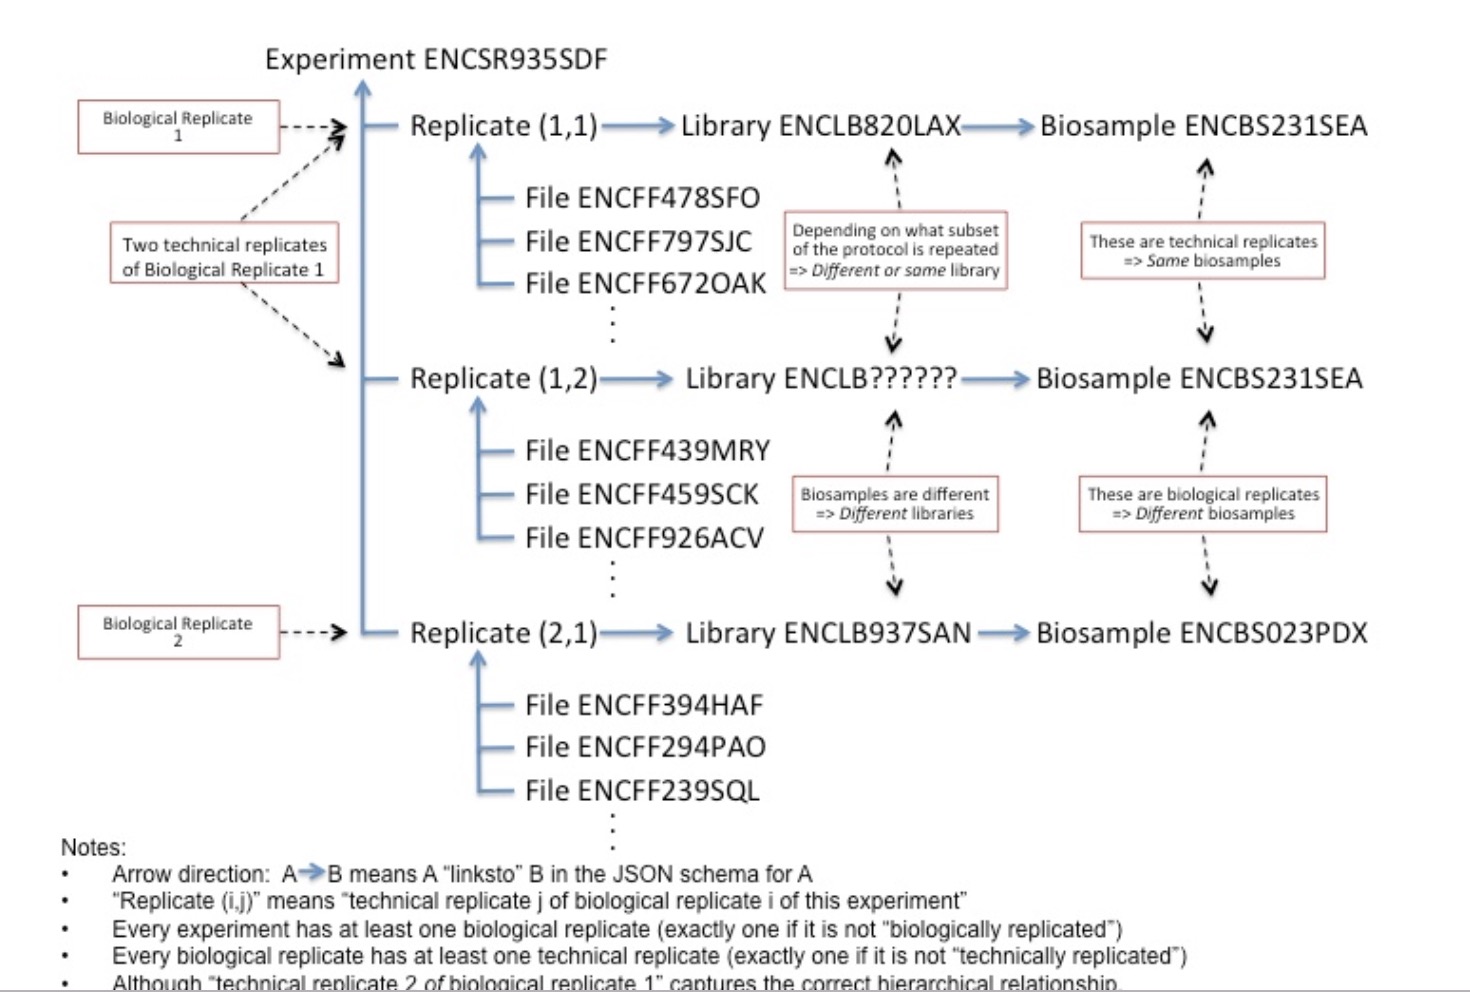 Experiment ENCSR935SDF
Biological Replicate
1
Replicate (1,1)
Library ENCLB820LAX
Biosample ENCBS231SEA
File ENCFF478SFO
File ENCFF797SJC
File ENCFF672OAK
Two technical replicates
of Biological Replicate 1
Depending on what subset
of the protocol is repeated
=> Different or same library
These are technical replicates
=> Same biosamples
Replicate (1,2)
Library ENCLB??????
Biosample ENCBS231SEA
File ENCFF439MRY
File ENCFF459SCK
File ENCFF926ACV
Biosamples are different
=> Different libraries
These are biological replicates
=> Different biosamples
Biological Replicate
2
Replicate (2,1)
Library ENCLB937SAN
Biosample ENCBS023PDX
File ENCFF394HAF
File ENCFF294PAO
File ENCFF239SQL
Notes:
• Arrow direction: A→B means A “linksto” B in the JSON schema for A
• “Replicate (i,j)” means “technical replicate j of biological replicate i of this experiment”
• Every experiment has at least one biological replicate (exactly one if it is not “biologically replicated”)
• Every biological replicate has at least one technical replicate (exactly one if it is not “technically replicated”)
• Although “technical replicate 2 of biological replicate 1” captures the correct hierarchical relationship,